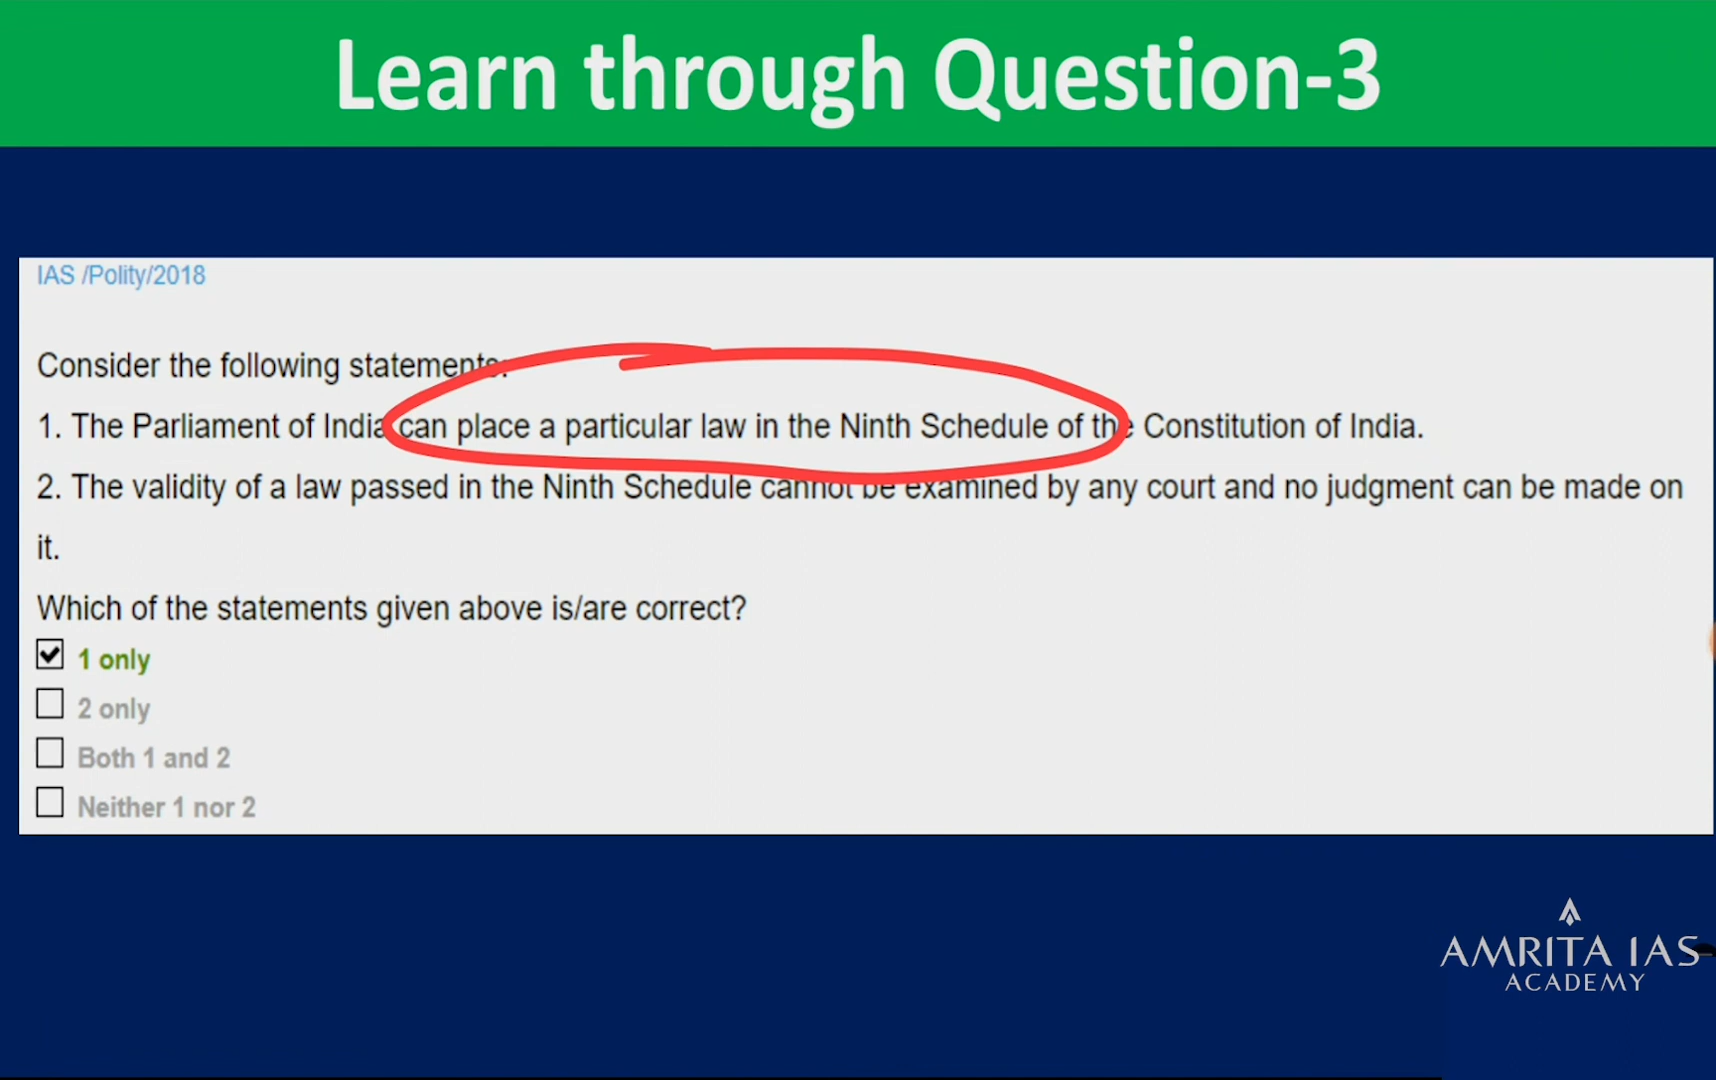 Learn through Question-3
IAS /Polity/2018
Consider the following statements:
1. The Parliament of India can place a particular law in the Ninth Schedule of the Constitution of India.
2. The validity of a law passed in the Ninth Schedule cannot be examined by any court and no judgment can be made on
it.
Which of the statements given above is/are correct?
1 only
2 only
Both 1 and 2
Neither 1 nor 2
AMRITA IAS
ACADEMY